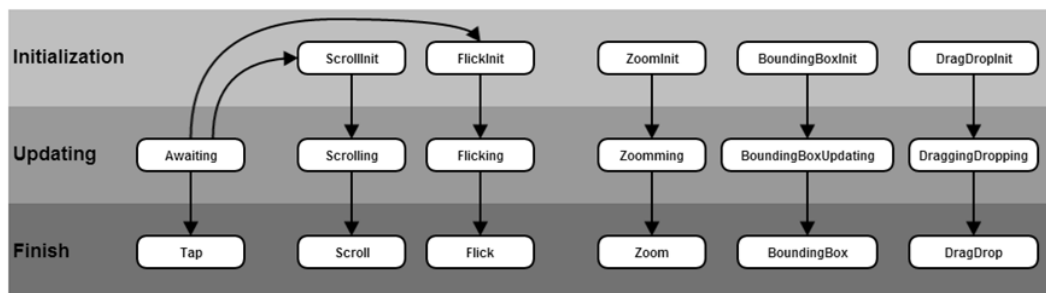 Initialization
ScrollInit
FlickInit
ZoomInit
BoundingBoxInit
DragDropInit
Updating
Awaiting
Scrolling
Flicking
Zoomming
BoundingBoxUpdating
DraggingDropping
Finish
Tap
Scroll
Flick
Zoom
BoundingBox
DragDrop